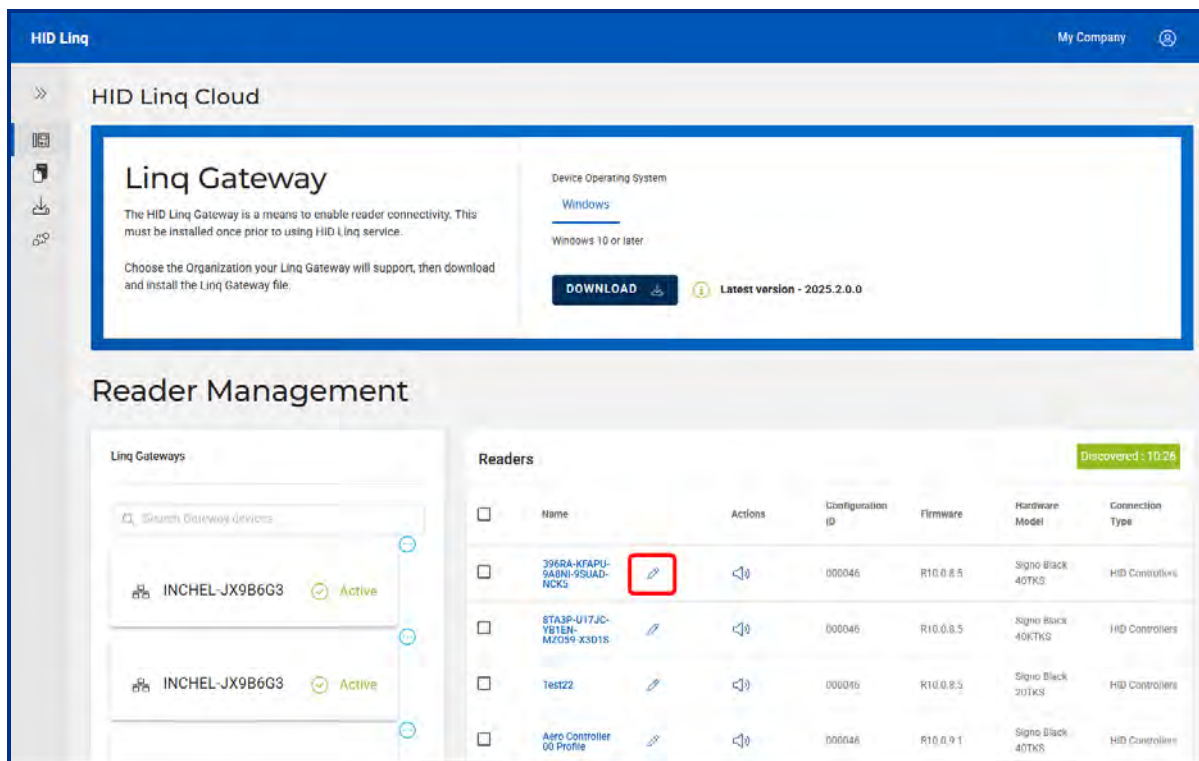 HID Linq
My Company
HID Linq Cloud
Linq Gateway
The HID Linq Gateway is a means to enable reader connectivity. This
must be installed once prior to using HID Linq service.
Choose the Organization your Linq Gateway will support, then download
and install the Linq Gateway file.
Device Operating System
Windows
Windows 10 or later
DOWNLOAD
Latest version - 2025.2.0.0
Reader Management
Linq Gateways
Search Gateway devices
INCHEL-JX9B6G3 Active
INCHEL-JX9B6G3 Active
Readers
Discovered : 10:26
Name Actions Configuration ID Firmware Hardware Model Connection Type
396RA-KFAPU-
9A8NI-9SUAD-
NCK5
000046 R10.0.8.5 Signo Black 40TKS HID Controllers
8TA3P-U17JC-
YB1EN-
MZO59-X3D1S
000046 R10.0.8.5 Signo Black 40KTKS HID Controllers
Test22 000046 R10.0.8.5 Signo Black 20TKS HID Controllers
Aero Controller
00 Profile
000046 R10.0.9.1 Signo Black 40TKS HID Controllers